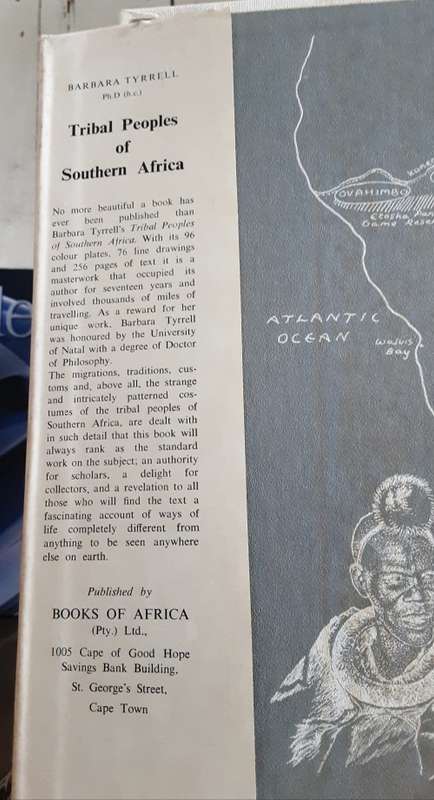 BARBARA TYRRELL
Ph.D (h.c.)
Tribal Peoples
of
Southern Africa
No more beautiful a book has
ever been published than
Barbara Tyrrell's Tribal Peoples
of Southern Africa. With its 96
colour plates, 76 line drawings
and 256 pages of text it is a
masterwork that occupied its
author for seventeen years and
involved thousands of miles of
travelling. As a reward for her
unique work, Barbara Tyrrell
was honoured by the University
of Natal with a degree of Doctor
of Philosophy.
The migrations, traditions, cus-
toms and, above all, the strange
and intricately patterned cos-
tumes of the tribal peoples of
Southern Africa, are dealt with
in such detail that this book will
always rank as the standard
work on the subject; an authority
for scholars, a delight for
collectors, and a revelation to all
those who will find the text a
fascinating account of ways of
life completely different from
anything to be seen anywhere
else on earth.
Published by
BOOKS OF AFRICA
(Pty.) Ltd.,
1005 Cape of Good Hope
Savings Bank Building,
St. George's Street,
Cape Town
OVAHIMBO
Etosha Pan
Game Reser
ATLANTIC
OCEAN
Walvis
Bay